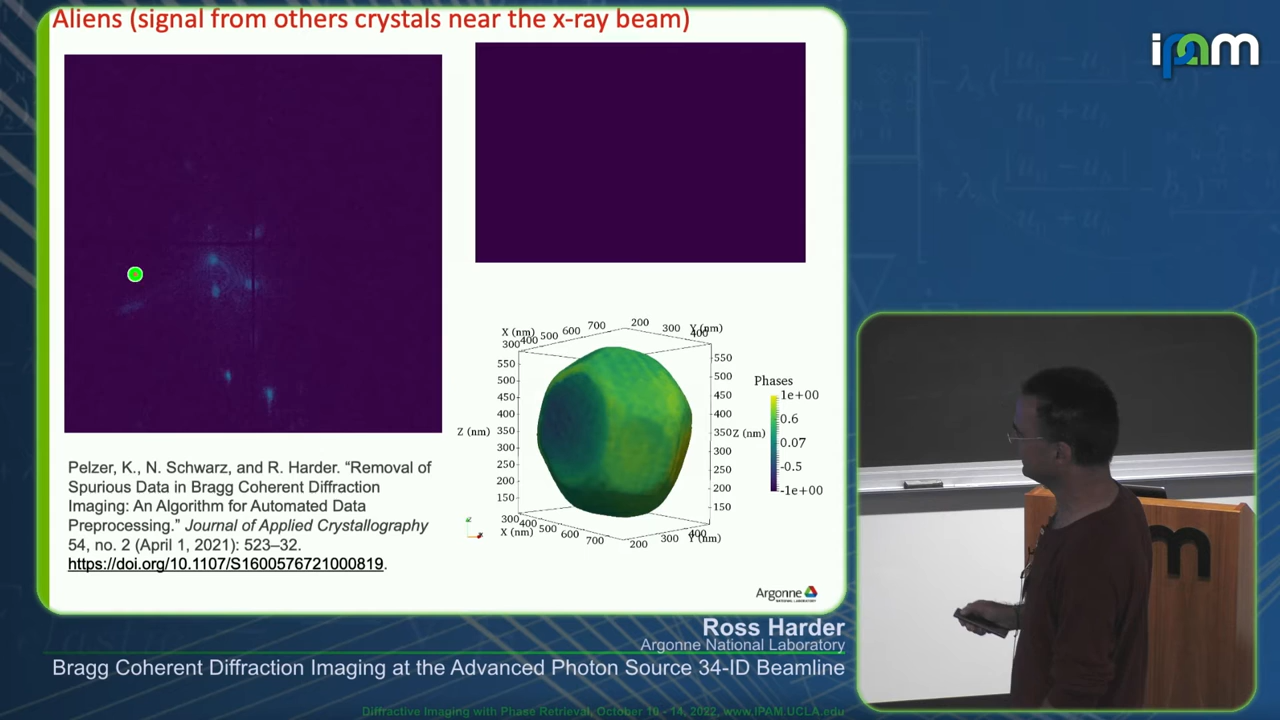 Aliens (signal from others crystals near the x-ray beam)
ipam
X (nm)
300
400
500
600
700
200
300
400
Y (nm)
550
500
450
400
Z (nm) 350
300
250
200
150
550
500
450
400
350 Z (nm)
300
250
200
150
300
400
X (nm)
500
600
700
200
300
400
Y (nm)
Phases
1e+00
0.6
0.07
-0.5
-1e+00
Pelzer, K., N. Schwarz, and R. Harder. “Removal of
Spurious Data in Bragg Coherent Diffraction
Imaging: An Algorithm for Automated Data
Preprocessing.” Journal of Applied Crystallography
54, no. 2 (April 1, 2021): 523–32.
https://doi.org/10.1107/S1600576721000819.
Argonne
NATIONAL LABORATORY
Ross Harder
Argonne National Laboratory
Bragg Coherent Diffraction Imaging at the Advanced Photon Source 34-ID Beamline
Diffractive Imaging with Phase Retrieval, October 10 - 14, 2022, www.IPAM.UCLA.edu
m